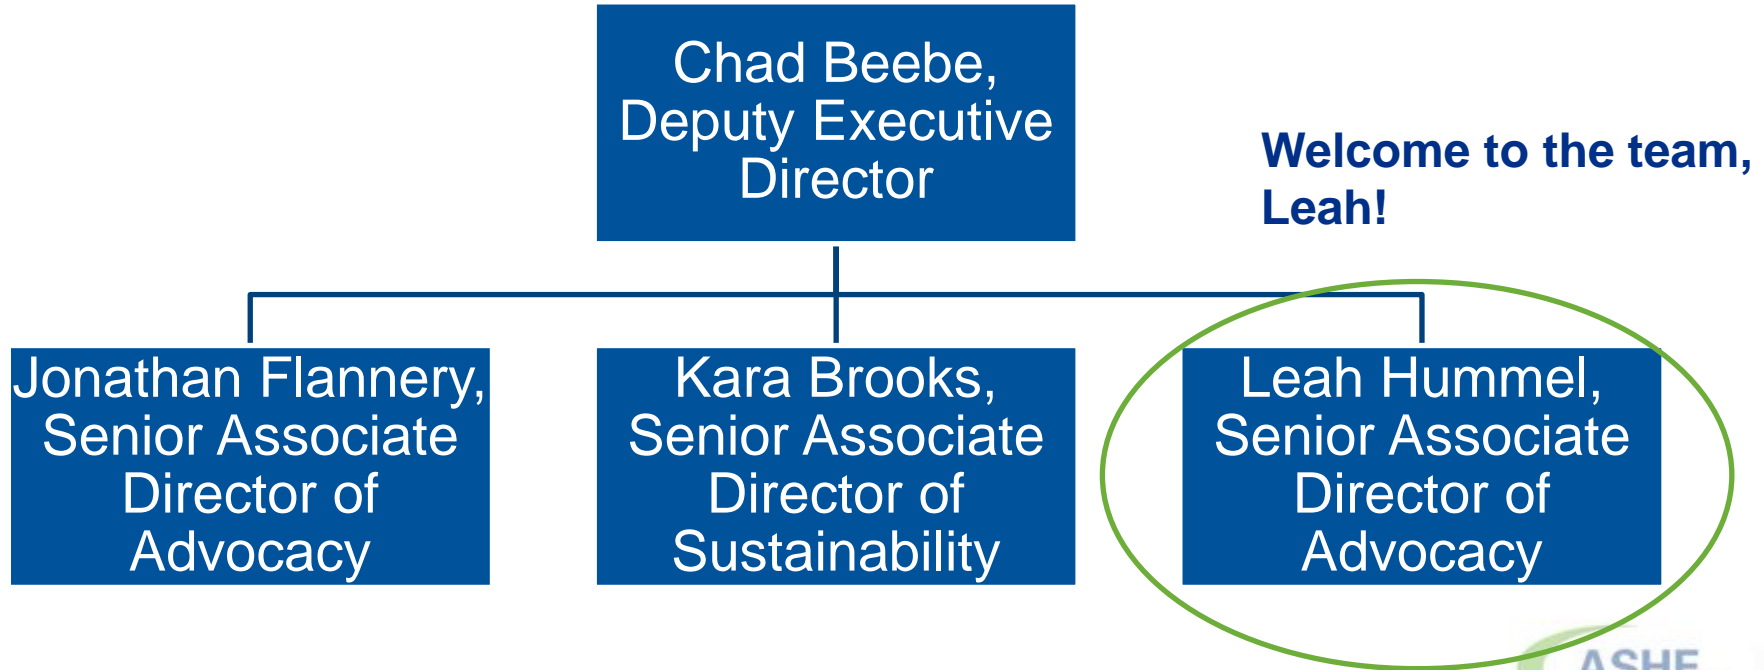 Chad Beebe,
Deputy Executive
Director
Welcome to the team,
Leah!
Jonathan Flannery,
Senior Associate
Director of
Advocacy
Kara Brooks,
Senior Associate
Director of
Sustainability
Leah Hummel,
Senior Associate
Director of
Advocacy
ASHE